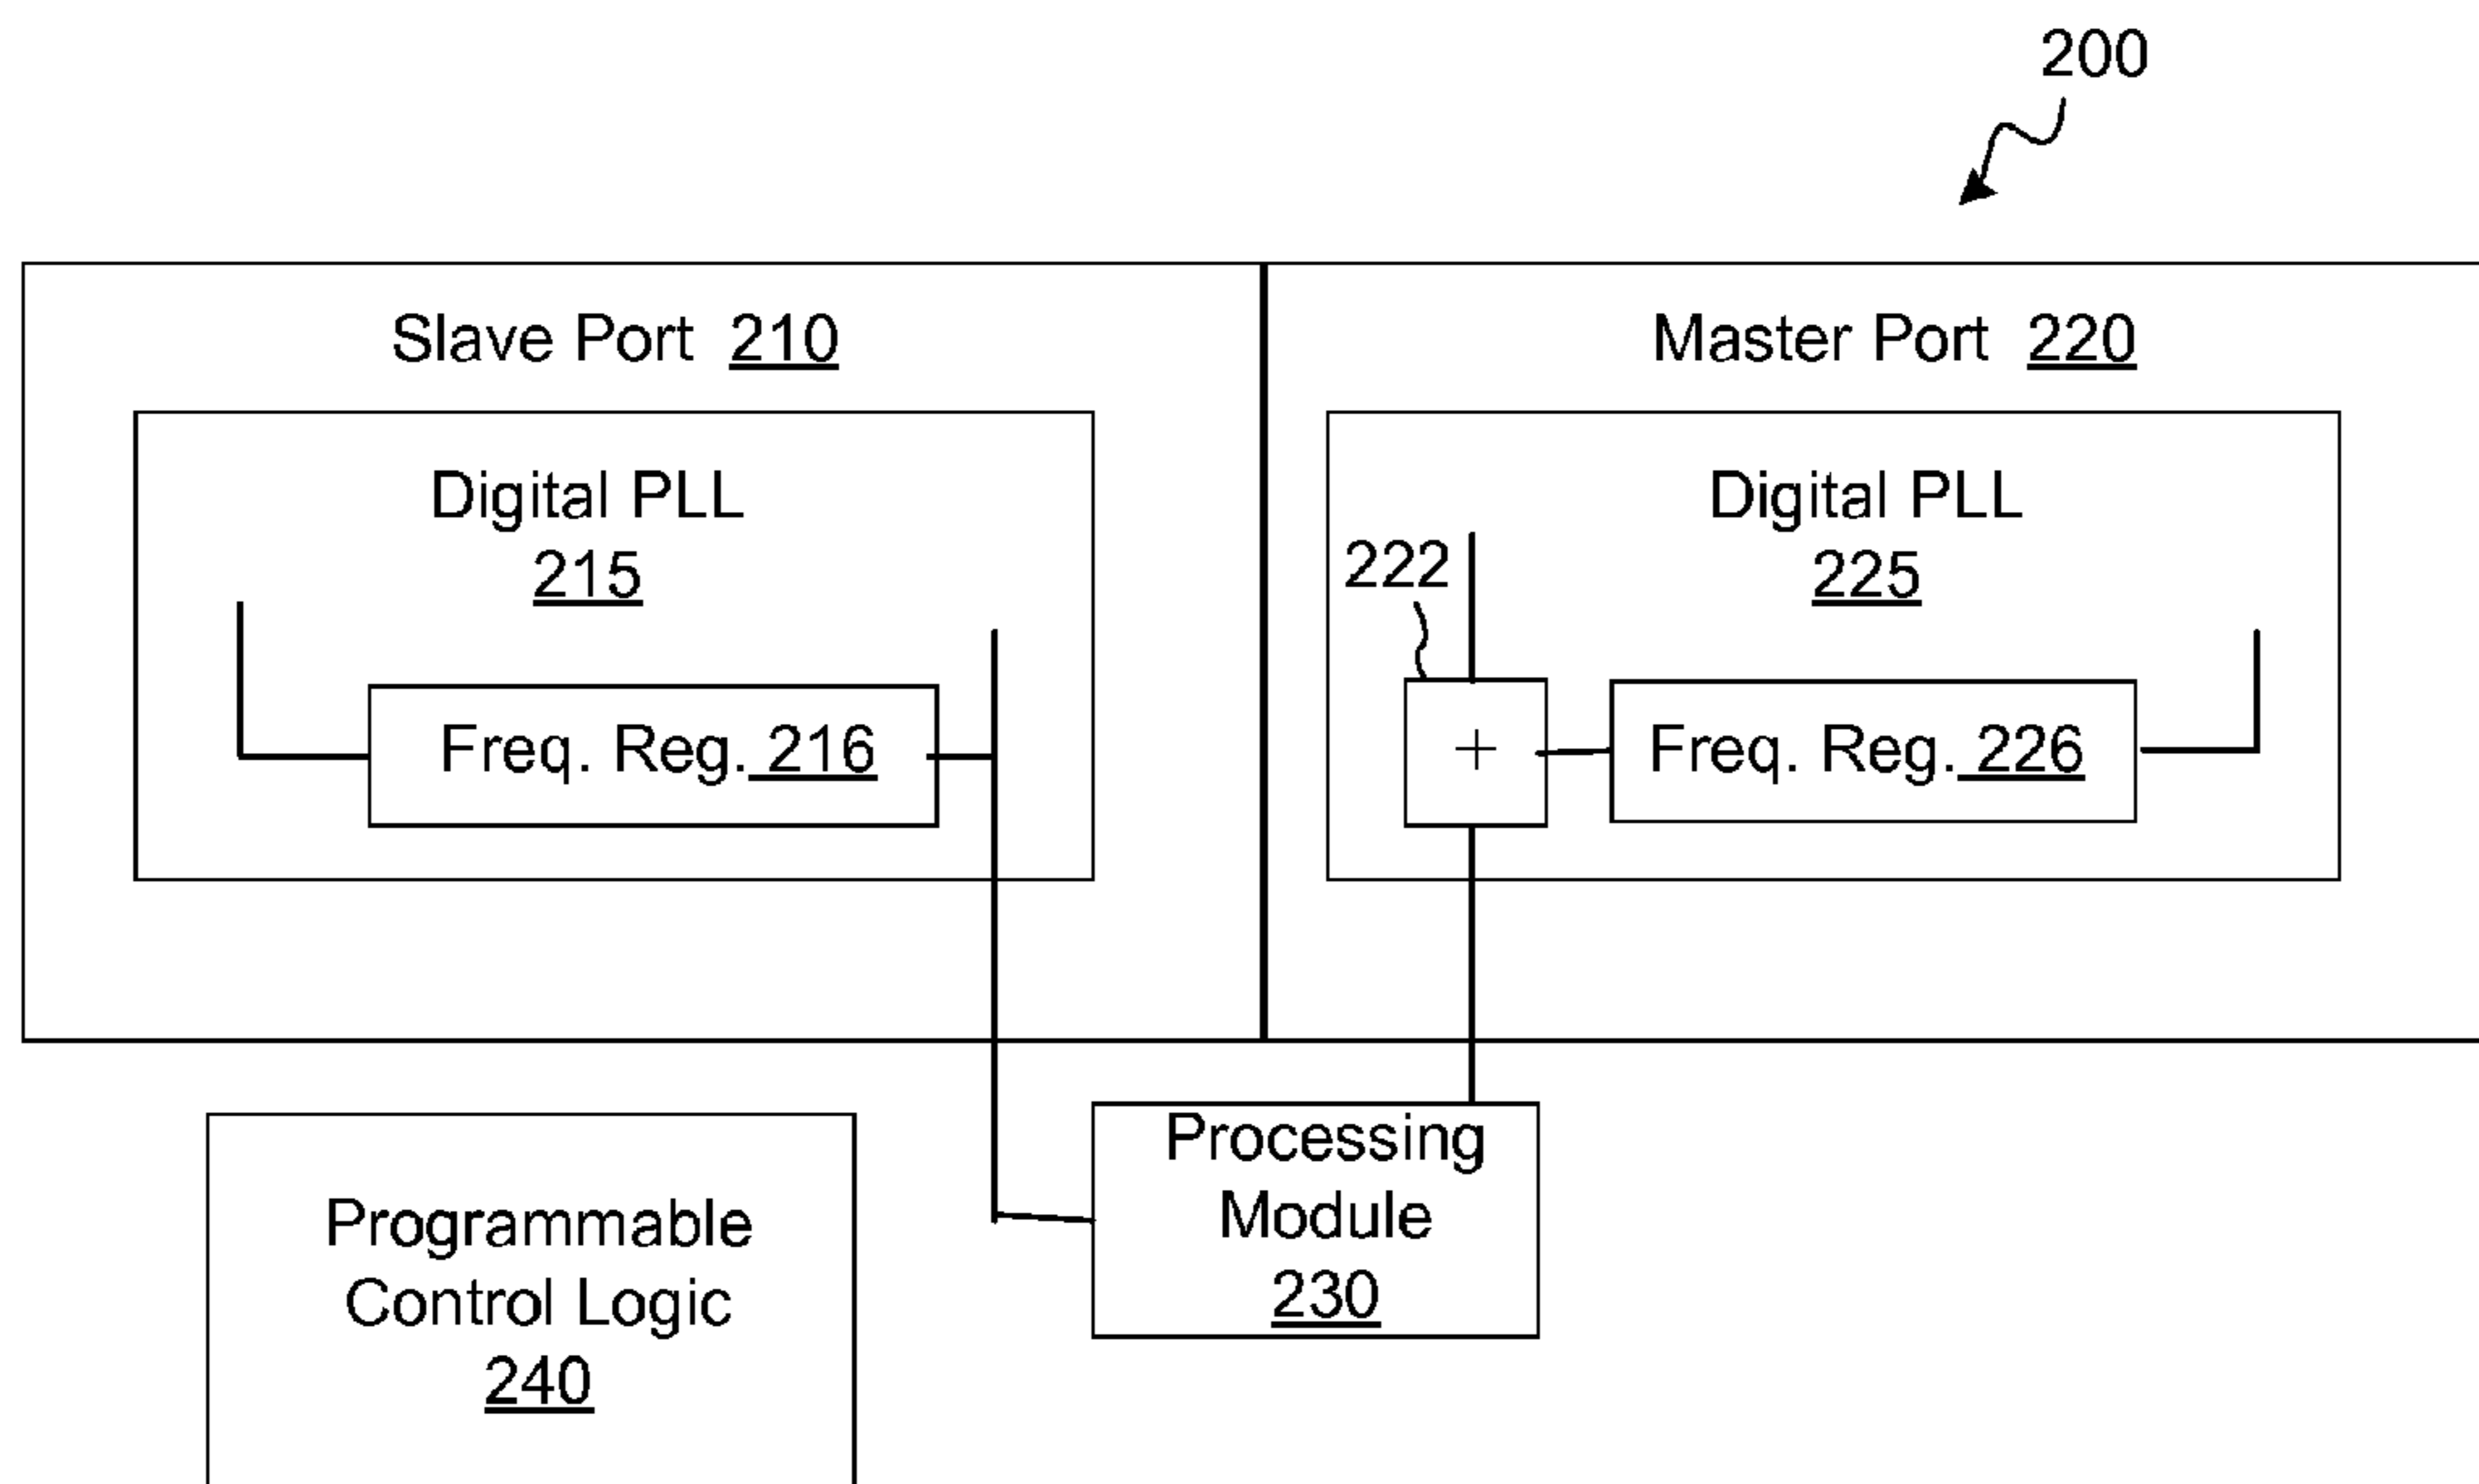 200
Slave Port 210
Master Port 220
Digital PLL
215
Freq. Reg. 216
Digital PLL
225
222
+
Freq. Reg. 226
Processing
Module
230
Programmable
Control Logic
240